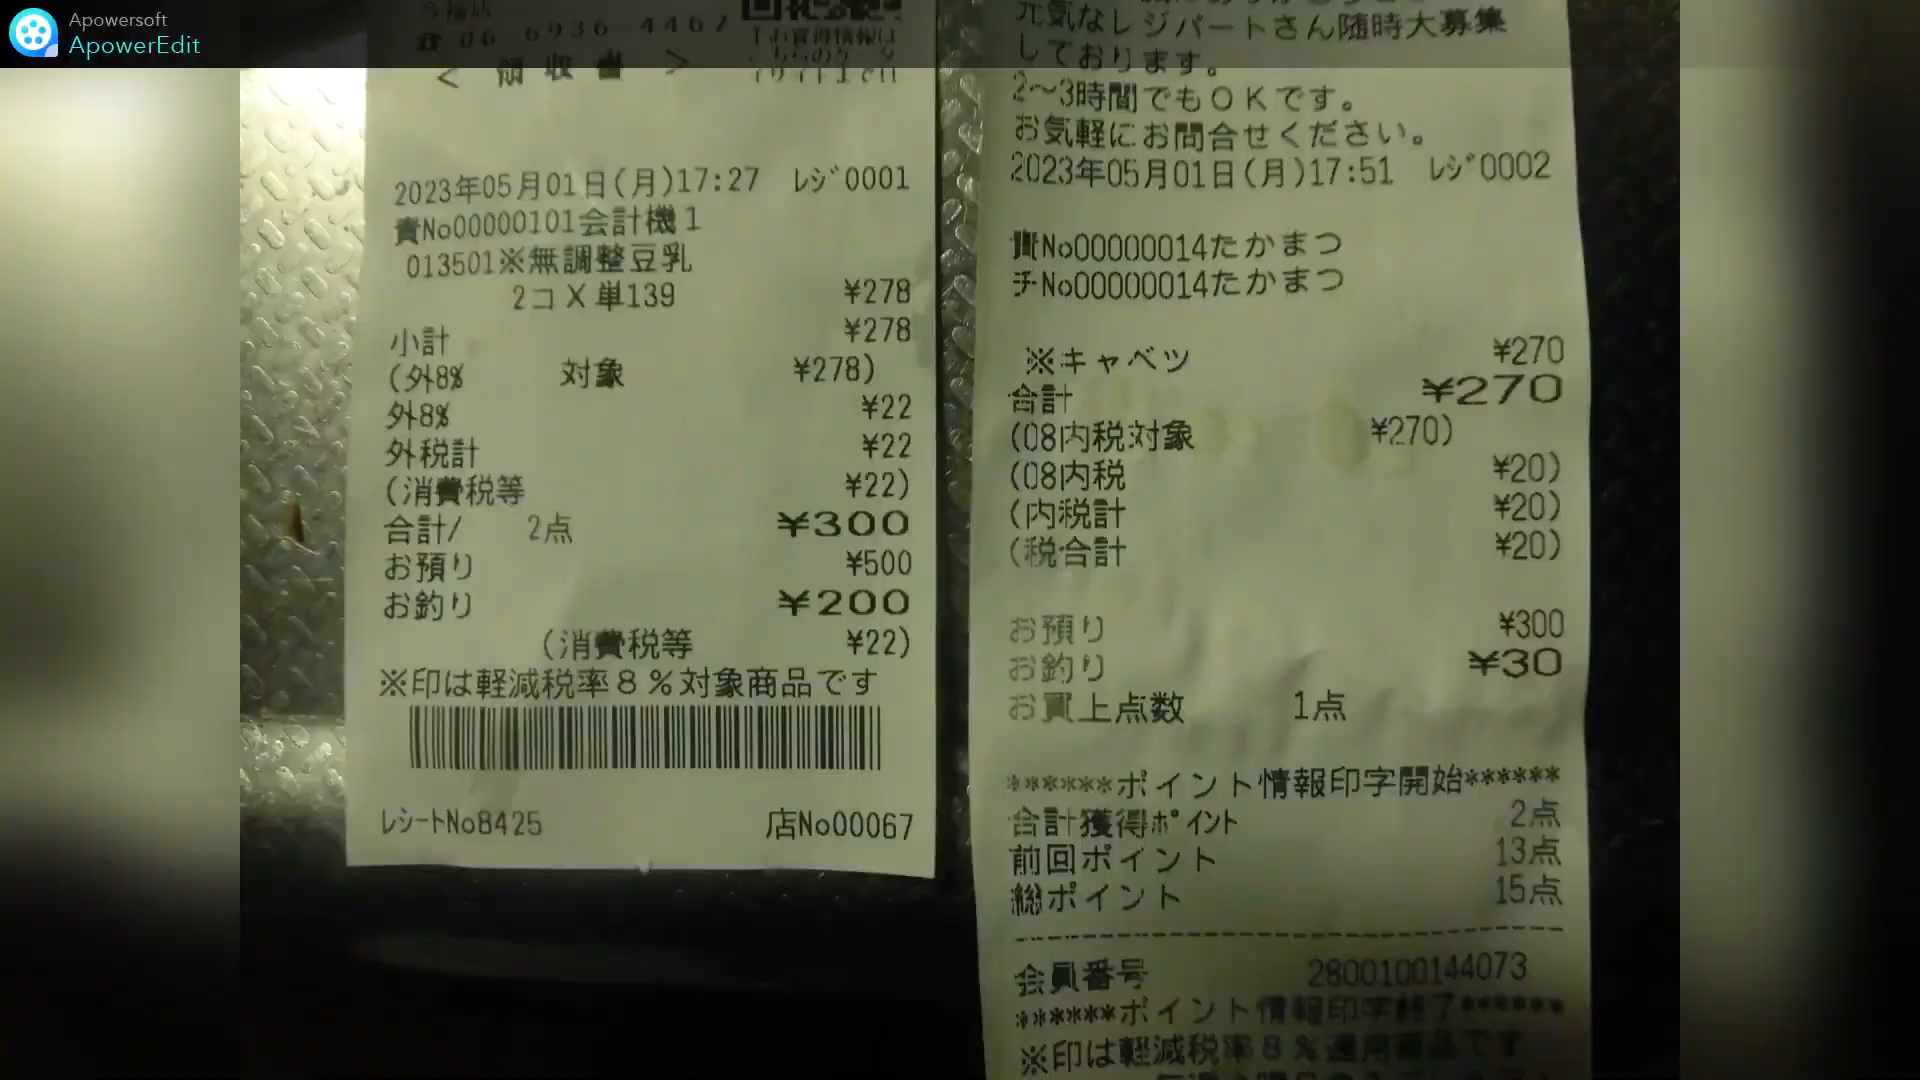 Apowersoft
ApowerEdit
今福店
☎ 06 6936 4467
< 領収書 >
2023年05月01日(月)17:27 レジ0001
責No00000101会計機1
013501※無調整豆乳
2コ X 単139 ¥278
小計 ¥278
(外8% 対象 ¥278)
外8% ¥22
外税計 ¥22
(消費税等 ¥22)
合計/ 2点 ¥300
お預り ¥500
お釣り ¥200
(消費税等 ¥22)
※印は軽減税率8%対象商品です
レシートNo8425 店No00067
元気なレジパートさん随時大募集
しております。
2~3時間でもOKです。
お気軽にお問合せください。
2023年05月01日(月)17:51 レジ0002
責No00000014たかまつ
チNo00000014たかまつ
※キャベツ ¥270
合計 ¥270
(08内税対象 ¥270)
(08内税 ¥20)
(内税計 ¥20)
(税合計 ¥20)
お預り ¥300
お釣り ¥30
お買上点数 1点
******ポイント情報印字開始******
合計獲得ポイント 2点
前回ポイント 13点
総ポイント 15点
会員番号 2800100144073
******ポイント情報印字終了******
※印は軽減税率8%適用商品です